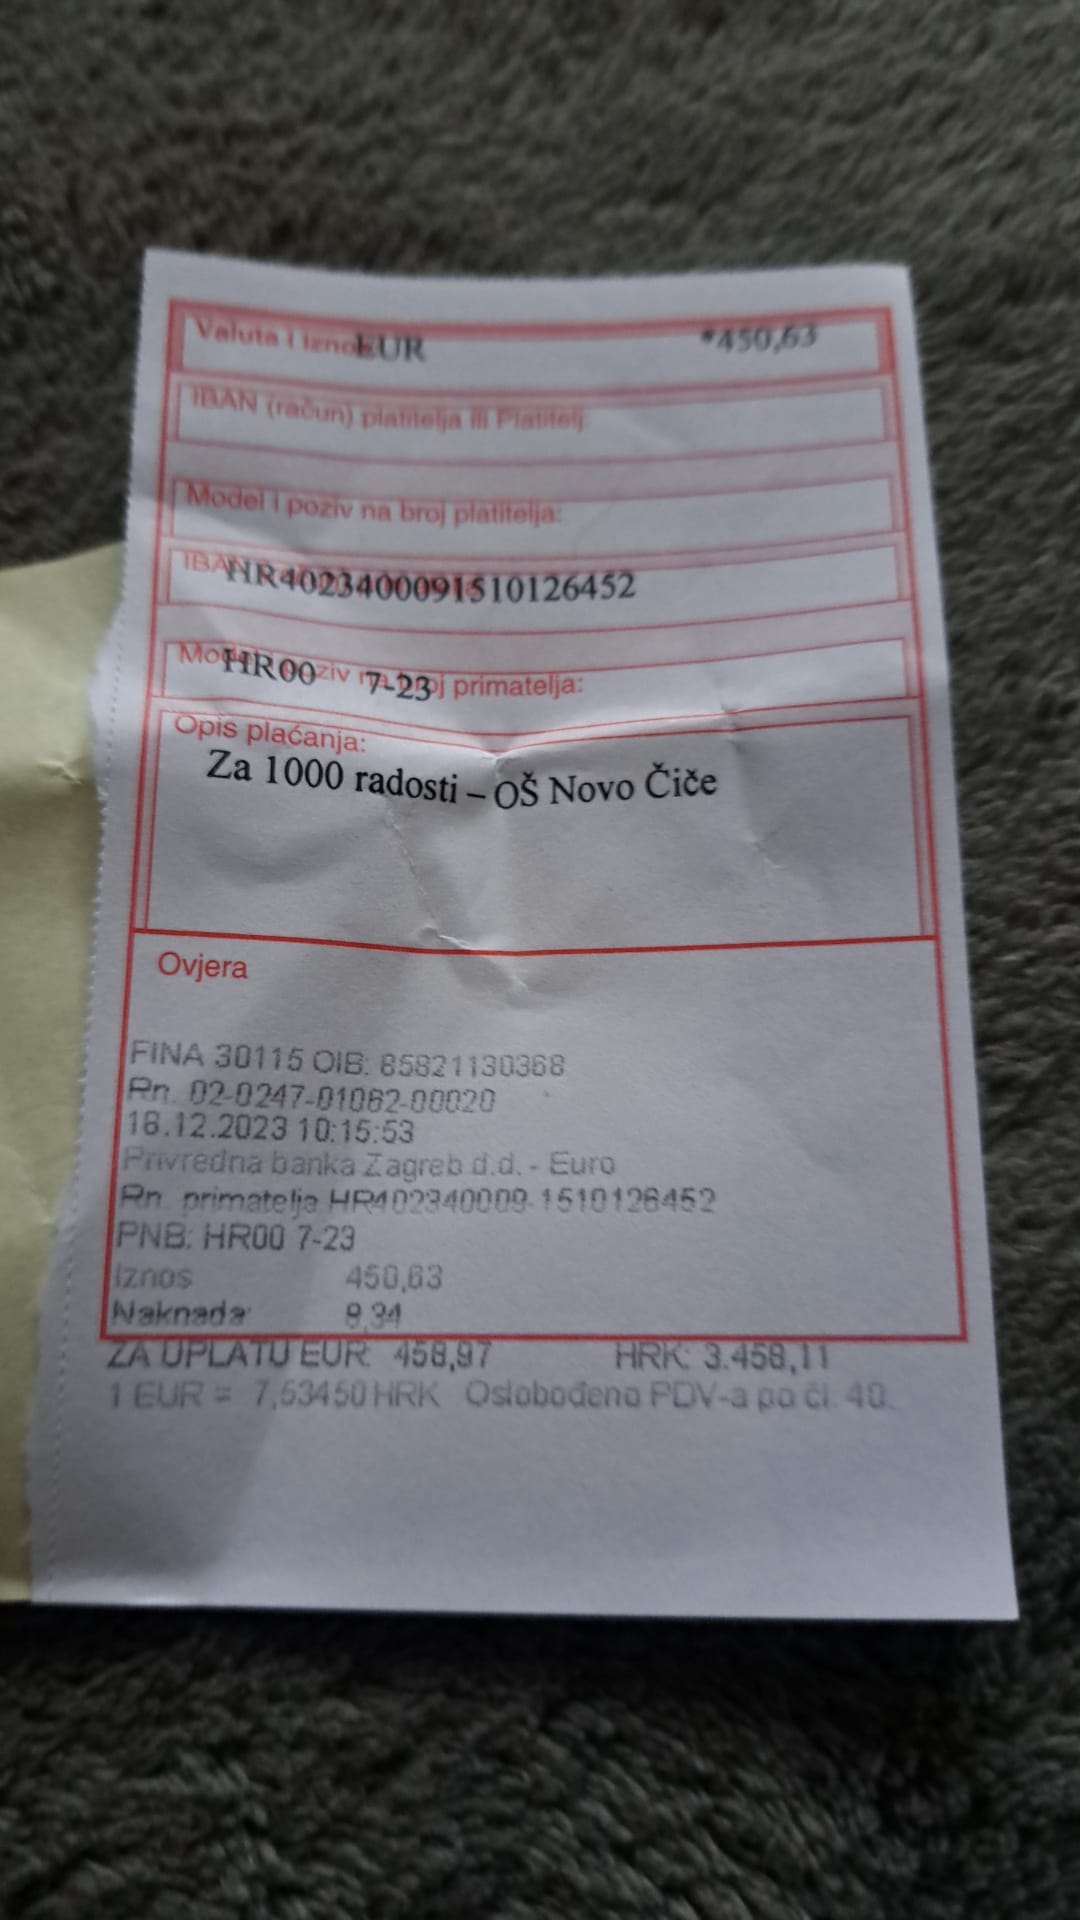 Valuta i iznos EUR *450,63
IBAN (račun) platitelja ili Platitelj:
Model i poziv na broj platitelja:
IBAN HR4023400091510126452
HR00 7-23 primatelja:
Opis plaćanja:
Za 1000 radosti – OŠ Novo Čiče
Ovjera
FINA 30115 OIB: 85821130368
Rn. 02-0247-01062-00020
18.12.2023 10:15:53
Privredna banka Zagreb d.d. - Euro
Rn. primatelja HR402340009-1510126452
PNB: HR00 7-23
Iznos 450,63
Naknada:
ZA UPLATU EUR: 458,97 HRK: 3.458,11
1 EUR = 7,53450 HRK Oslobođeno PDV-a po čl. 40.